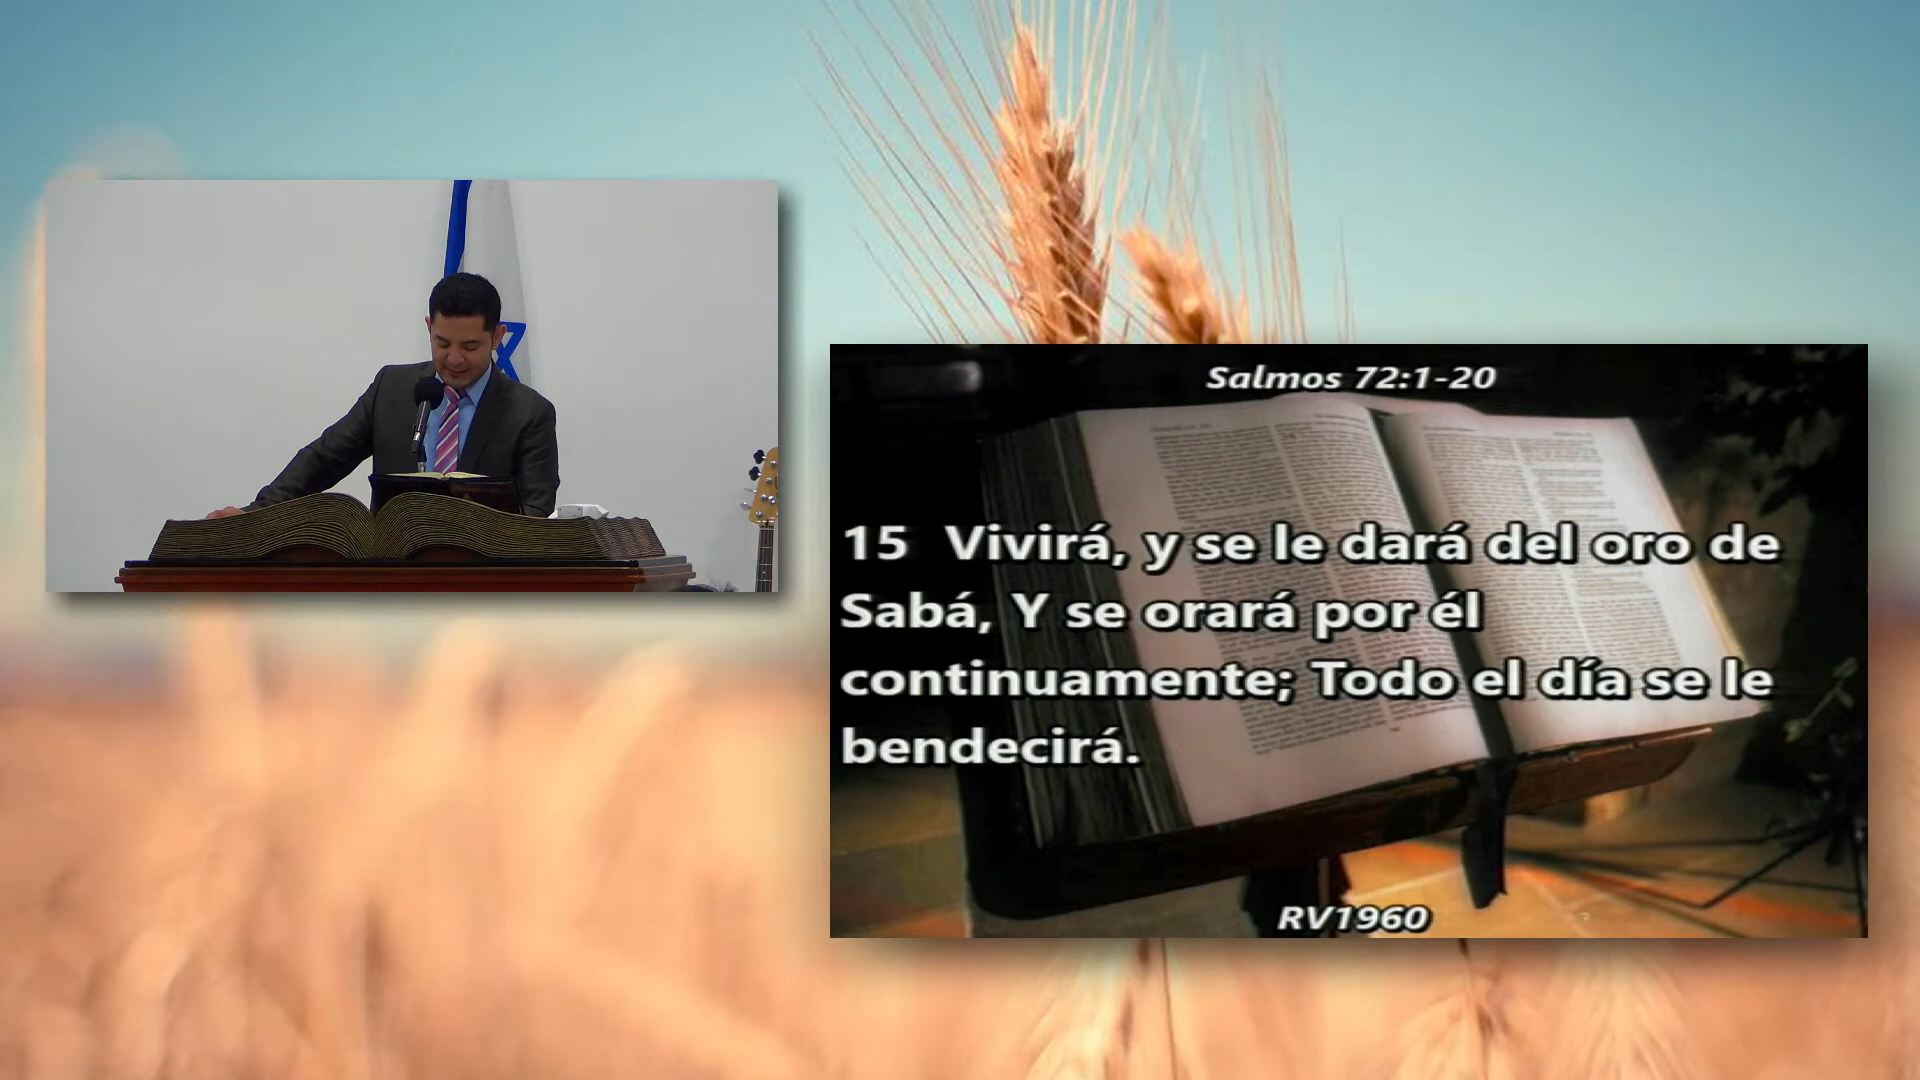 Salmos 72:1-20
15 Vivirá, y se le dará del oro de
Sabá, Y se orará por él
continuamente; Todo el día se le
bendecirá.
RV1960